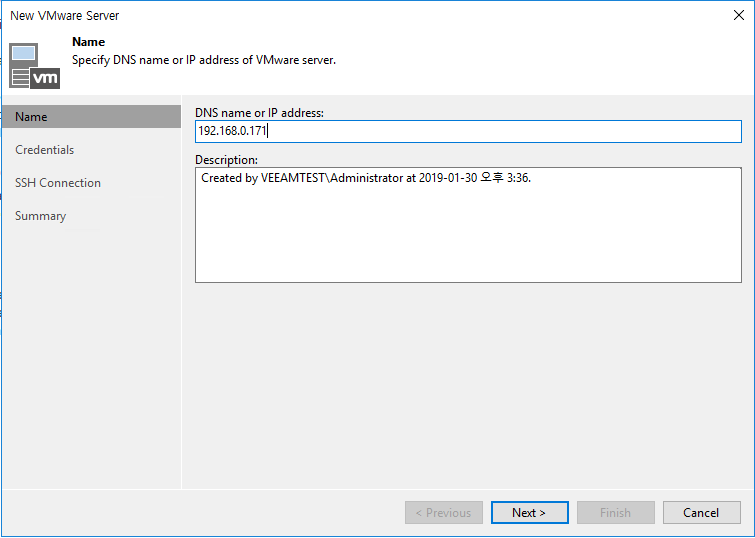 New VMware Server
Name
Specify DNS name or IP address of VMware server.
vm
Name
Credentials
SSH Connection
Summary
DNS name or IP address:
192.168.0.171
Description:
Created by VEEAMTEST\Administrator at 2019-01-30 오후 3:36.
< Previous
Next >
Finish
Cancel